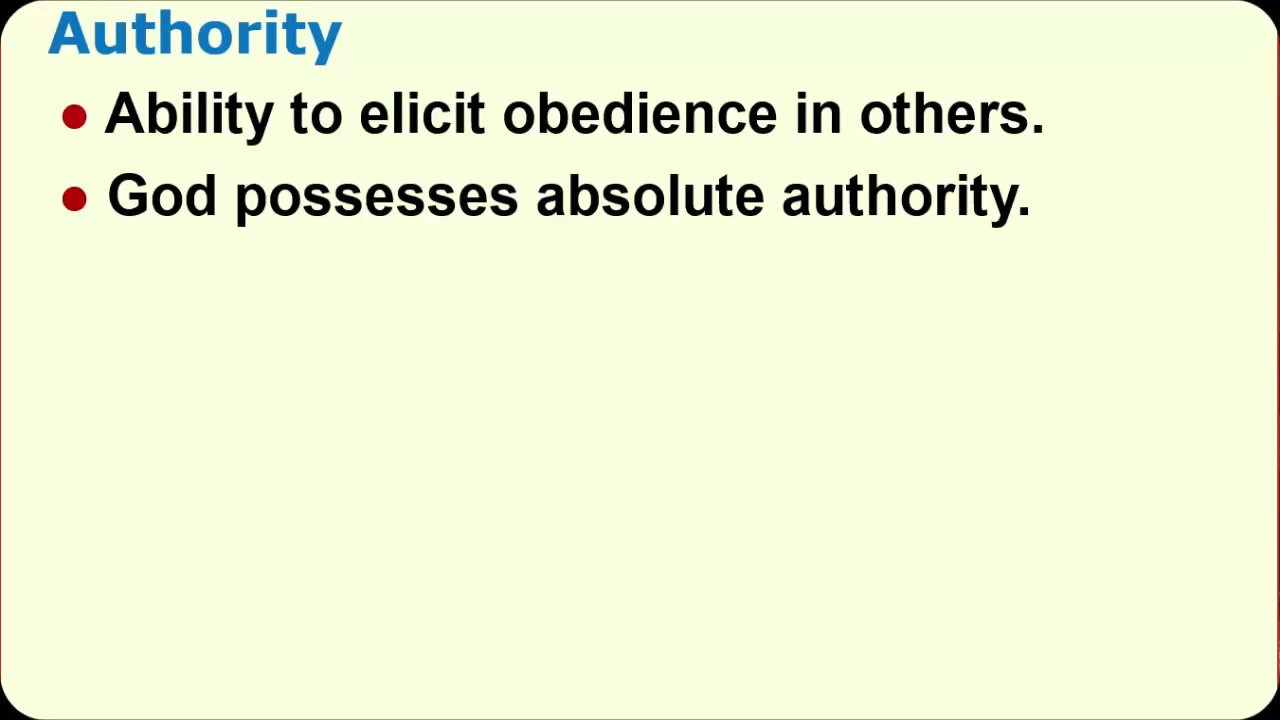 Authority
● Ability to elicit obedience in others.
● God possesses absolute authority.